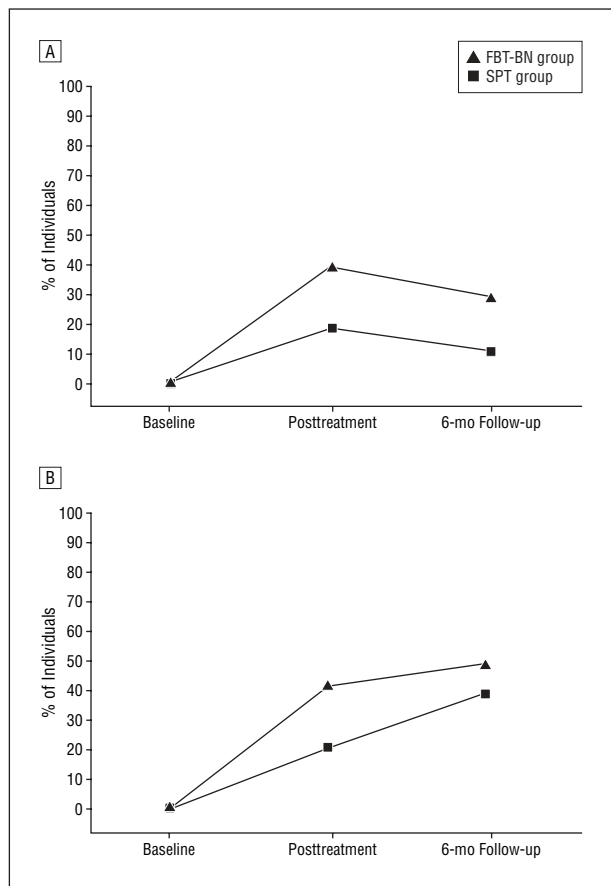 A
▲ FBT-BN group
■ SPT group
100
90
80
70
60
50
40
30
20
10
0
% of Individuals
Baseline Posttreatment 6-mo Follow-up
B
100
90
80
70
60
50
40
30
20
10
0
% of Individuals
Baseline Posttreatment 6-mo Follow-up